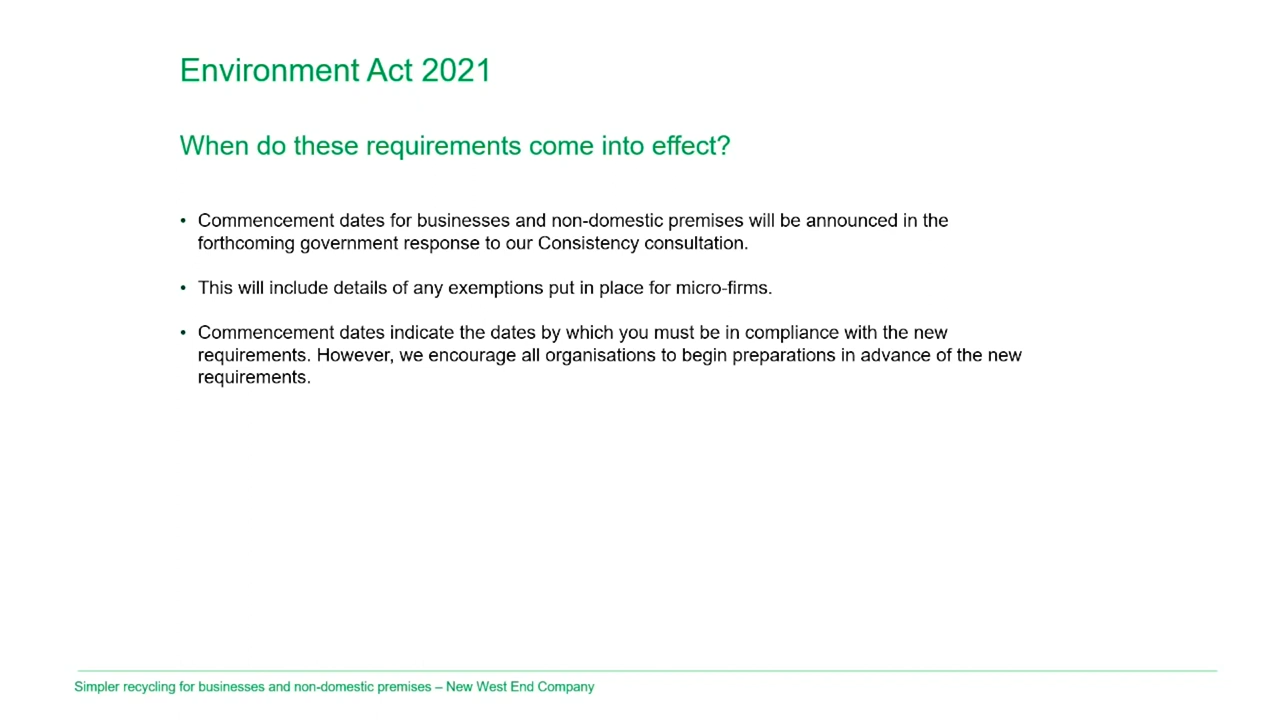 Environment Act 2021
When do these requirements come into effect?
• Commencement dates for businesses and non-domestic premises will be announced in the
forthcoming government response to our Consistency consultation.
• This will include details of any exemptions put in place for micro-firms.
• Commencement dates indicate the dates by which you must be in compliance with the new
requirements. However, we encourage all organisations to begin preparations in advance of the new
requirements.
Simpler recycling for businesses and non-domestic premises – New West End Company